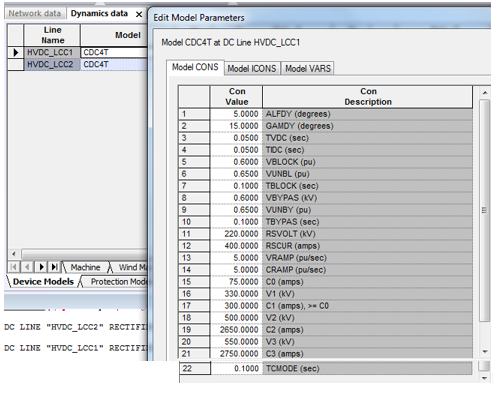 Network data Dynamics data ×
Line Name Model
HVDC_LCC1 CDC4T
HVDC_LCC2 CDC4T
Machine Wind Ma
Device Models Protection Mode
DC LINE "HVDC_LCC2" RECTIFI
DC LINE "HVDC_LCC1" RECTIFI
Edit Model Parameters
Model CDC4T at DC Line HVDC_LCC1
Model CONS Model ICONS Model VARS
Con Value Con Description
1 5.0000 ALFDY (degrees)
2 15.0000 GAMDY (degrees)
3 0.0500 TVDC (sec)
4 0.0500 TIDC (sec)
5 0.6000 VBLOCK (pu)
6 0.6500 VUNBL (pu)
7 0.1000 TBLOCK (sec)
8 0.6000 VBYPAS (kV)
9 0.6500 VUNBY (pu)
10 0.1000 TBYPAS (sec)
11 220.0000 RSVOLT (kV)
12 400.0000 RSCUR (amps)
13 5.0000 VRAMP (pu/sec)
14 5.0000 CRAMP (pu/sec)
15 75.0000 C0 (amps)
16 330.0000 V1 (kV)
17 300.0000 C1 (amps), >= C0
18 500.0000 V2 (kV)
19 2650.0000 C2 (amps)
20 550.0000 V3 (kV)
21 2750.0000 C3 (amps)
22 0.1000 TCMODE (sec)